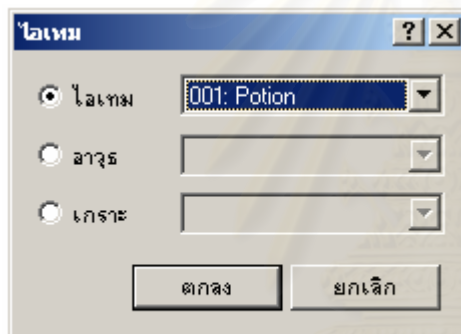 ไอเทม
ไอเทม 001: Potion
อาวุธ
เกราะ
ตกลง ยกเลิก